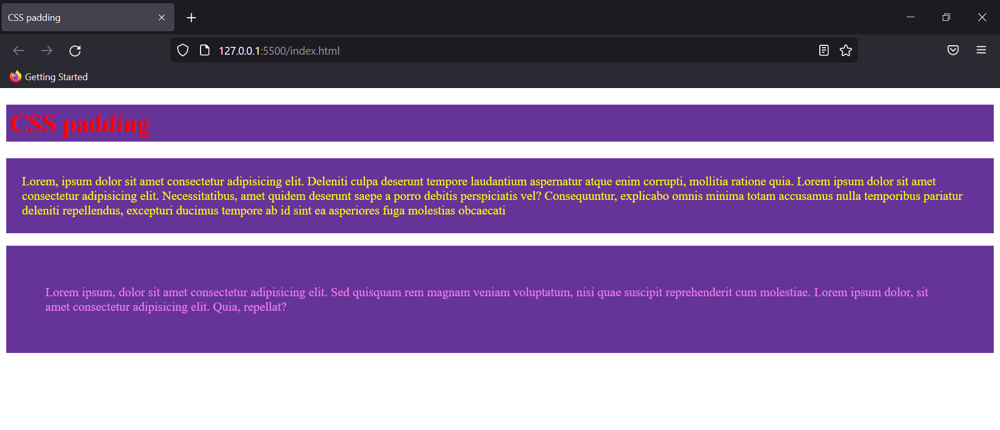 CSS padding
127.0.0.1:5500/index.html
Getting Started
CSS padding
Lorem, ipsum dolor sit amet consectetur adipisicing elit. Deleniti culpa deserunt tempore laudantium aspernatur atque enim corrupti, mollitia ratione quia. Lorem ipsum dolor sit amet
consectetur adipisicing elit. Necessitatibus, amet quidem deserunt saepe a porro debitis perspiciatis vel? Consequuntur, explicabo omnis minima totam accusamus nulla temporibus pariatur
deleniti repellendus, excepturi ducimus tempore ab id sint ea asperiores fuga molestias obcaecati
Lorem ipsum, dolor sit amet consectetur adipisicing elit. Sed quisquam rem magnam veniam voluptatum, nisi quae suscipit reprehenderit cum molestiae. Lorem ipsum dolor, sit
amet consectetur adipisicing elit. Quia, repellat?